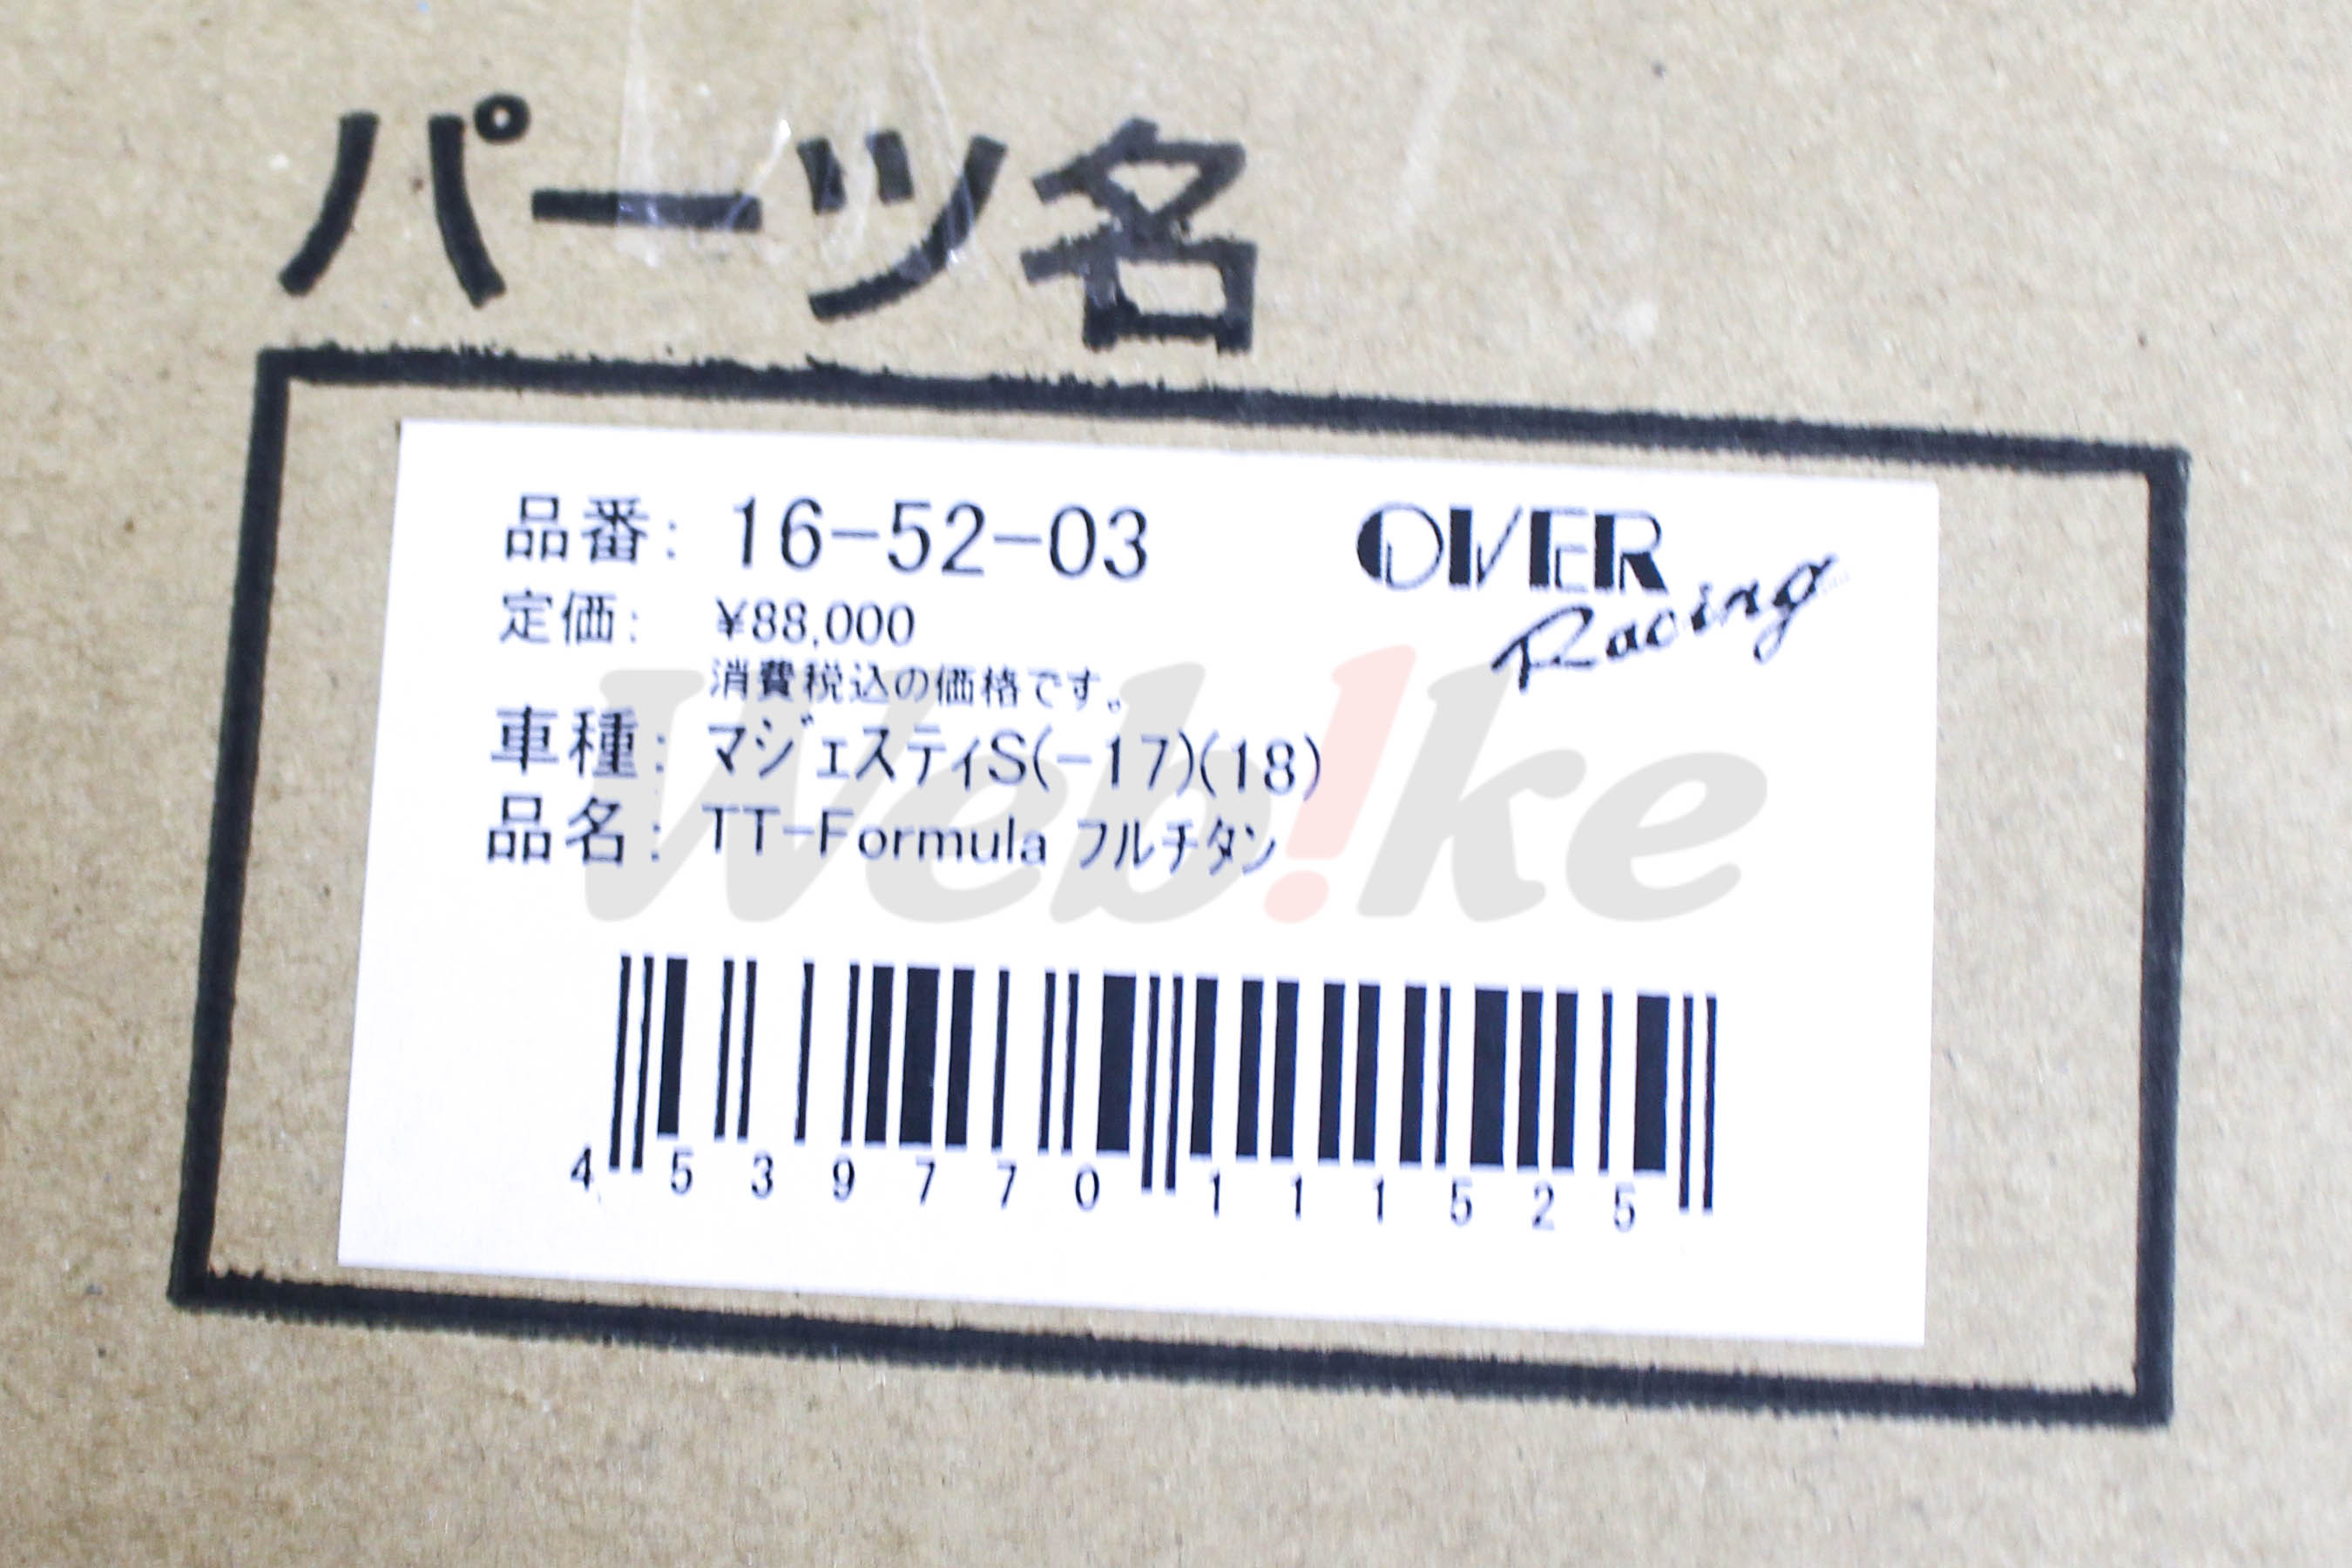 パーツ名
品番: 16-52-03
OVER Racing
定価: ¥88,000
消費税込の価格です。
車種: マジェスティS(-17)(18)
品名: TT-Formula フルチタン
Web!ke
4 539770 111525